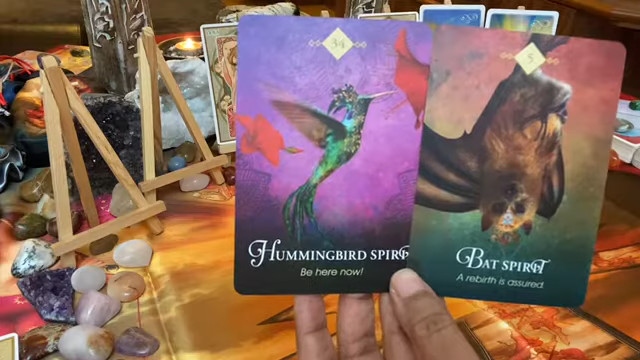 34
HUMMINGBIRD SPIRIT
Be here now!
5
BAT SPIRIT
A rebirth is assured